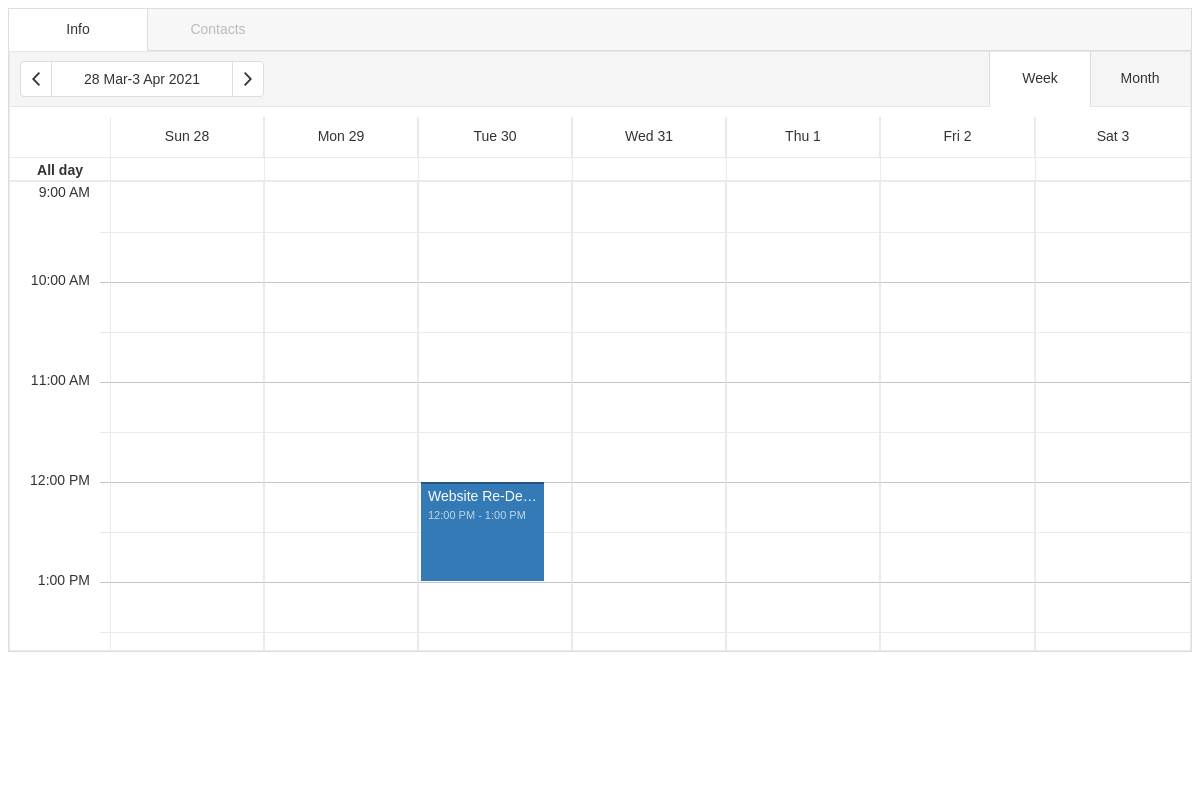 Info
Contacts
28 Mar-3 Apr 2021
Week
Month
Sun 28
Mon 29
Tue 30
Wed 31
Thu 1
Fri 2
Sat 3
All day
9:00 AM
10:00 AM
11:00 AM
12:00 PM
Website Re-De…
12:00 PM - 1:00 PM
1:00 PM